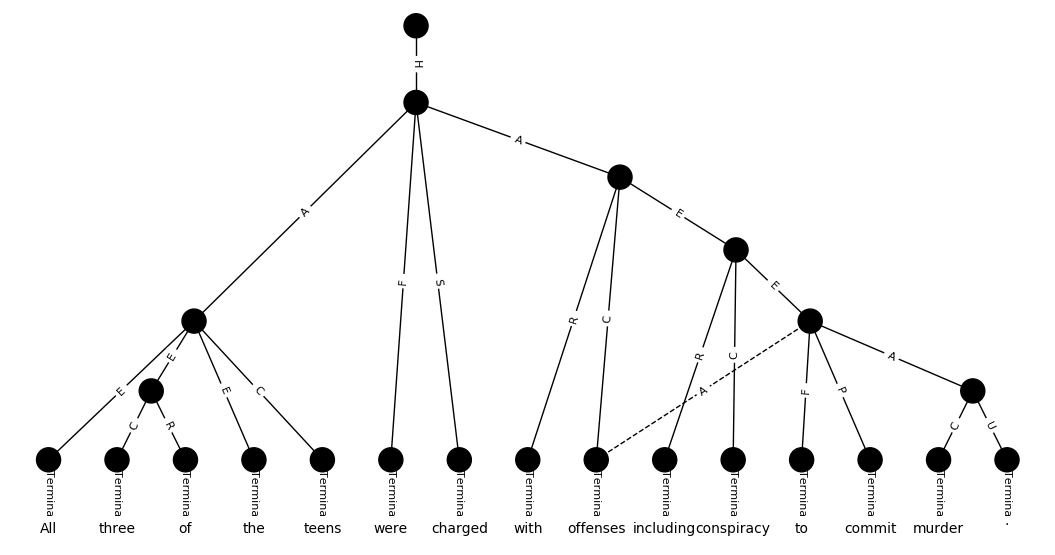 H
A
A
E
E
E
F
S
R
C
E
E
C
R
C
A
A
F
P
C
R
C
U
Termina Termina Termina Termina Termina Termina Termina Termina Termina Termina Termina Termina Termina Termina Termina
All three of the teens were charged with offenses including conspiracy to commit murder .